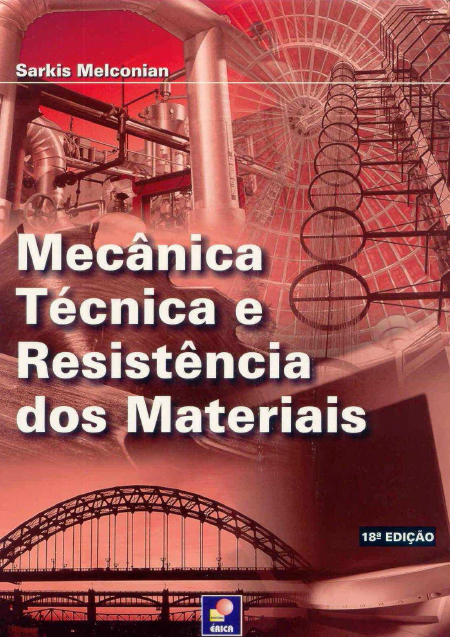 Sarkis Melconian
Mecânica
Técnica e
Resistência
dos Materiais
18ª EDIÇÃO
ÉRICA